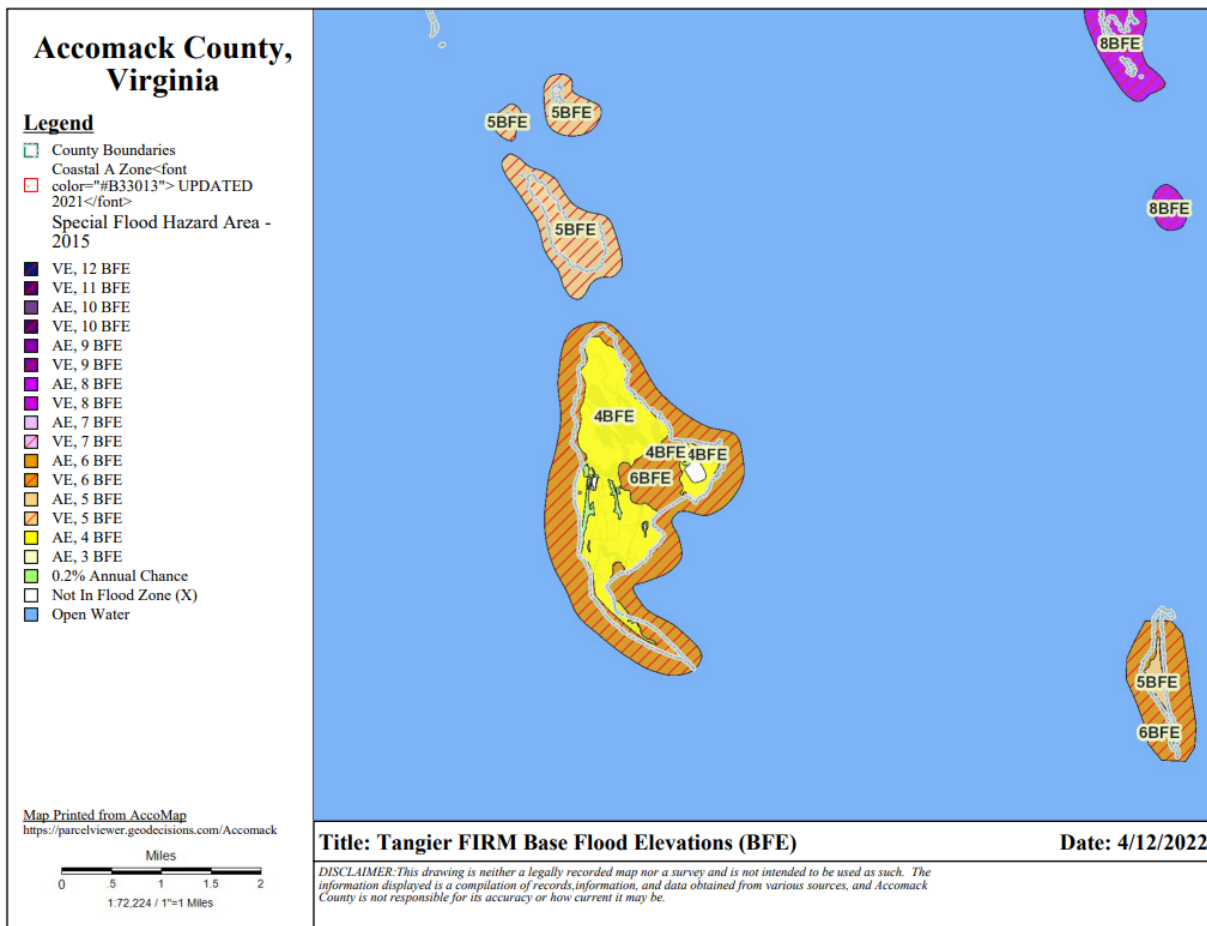 Accomack County,
Virginia
Legend
County Boundaries
Coastal A Zone<font
color="#B33013"> UPDATED
2021</font>
Special Flood Hazard Area -
2015
VE, 12 BFE
VE, 11 BFE
AE, 10 BFE
VE, 10 BFE
AE, 9 BFE
VE, 9 BFE
AE, 8 BFE
VE, 8 BFE
AE, 7 BFE
VE, 7 BFE
AE, 6 BFE
VE, 6 BFE
AE, 5 BFE
VE, 5 BFE
AE, 4 BFE
AE, 3 BFE
0.2% Annual Chance
Not In Flood Zone (X)
Open Water
Map Printed from AccoMap
https://parcelviewer.geodecisions.com/Accomack
Miles
0 .5 1 1.5 2
1:72,224 / 1"=1 Miles
8BFE
5BFE
5BFE
8BFE
5BFE
4BFE
4BFE
4BFE
6BFE
5BFE
6BFE
Title: Tangier FIRM Base Flood Elevations (BFE)
Date: 4/12/2022
DISCLAIMER:This drawing is neither a legally recorded map nor a survey and is not intended to be used as such. The
information displayed is a compilation of records,information, and data obtained from various sources, and Accomack
County is not responsible for its accuracy or how current it may be.